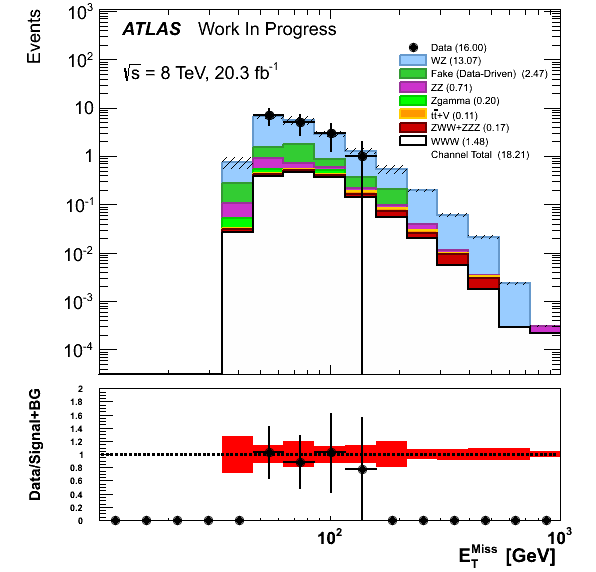 Events
10³
10²
10
1
10⁻¹
10⁻²
10⁻³
10⁻⁴
ATLAS Work In Progress
√s = 8 TeV, 20.3 fb⁻¹
Data (16.00)
WZ (13.07)
Fake (Data-Driven) (2.47)
ZZ (0.71)
Zgamma (0.20)
tt̄+V (0.11)
ZWW+ZZZ (0.17)
WWW (1.48)
Channel Total (18.21)
Data/Signal+BG
2
1.8
1.6
1.4
1.2
1
0.8
0.6
0.4
0.2
0
10² 10³
E_T^Miss [GeV]